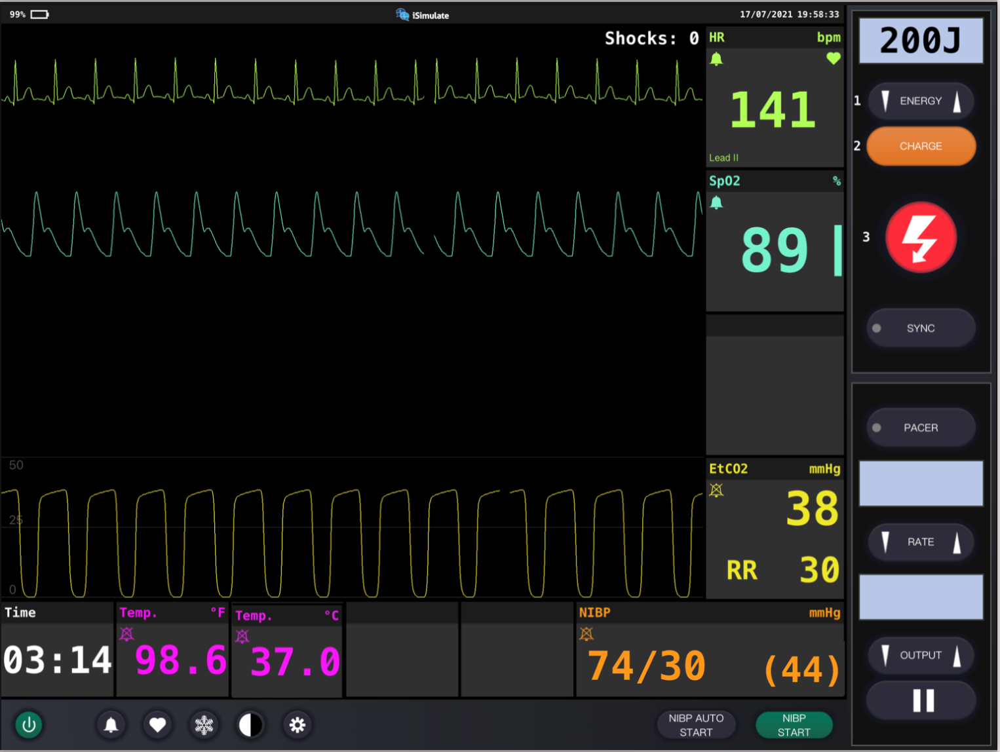 99%
iSimulate
17/07/2021 19:58:33
200J
Shocks: 0
HR bpm
141
Lead II
1 ENERGY
2 CHARGE
SpO2 %
89
3
SYNC
PACER
50
25
0
EtCO2 mmHg
38
RR 30
RATE
Time
03:14
Temp. °F
98.6
Temp. °C
37.0
NIBP mmHg
74/30 (44)
OUTPUT
NIBP AUTO
START
NIBP
START